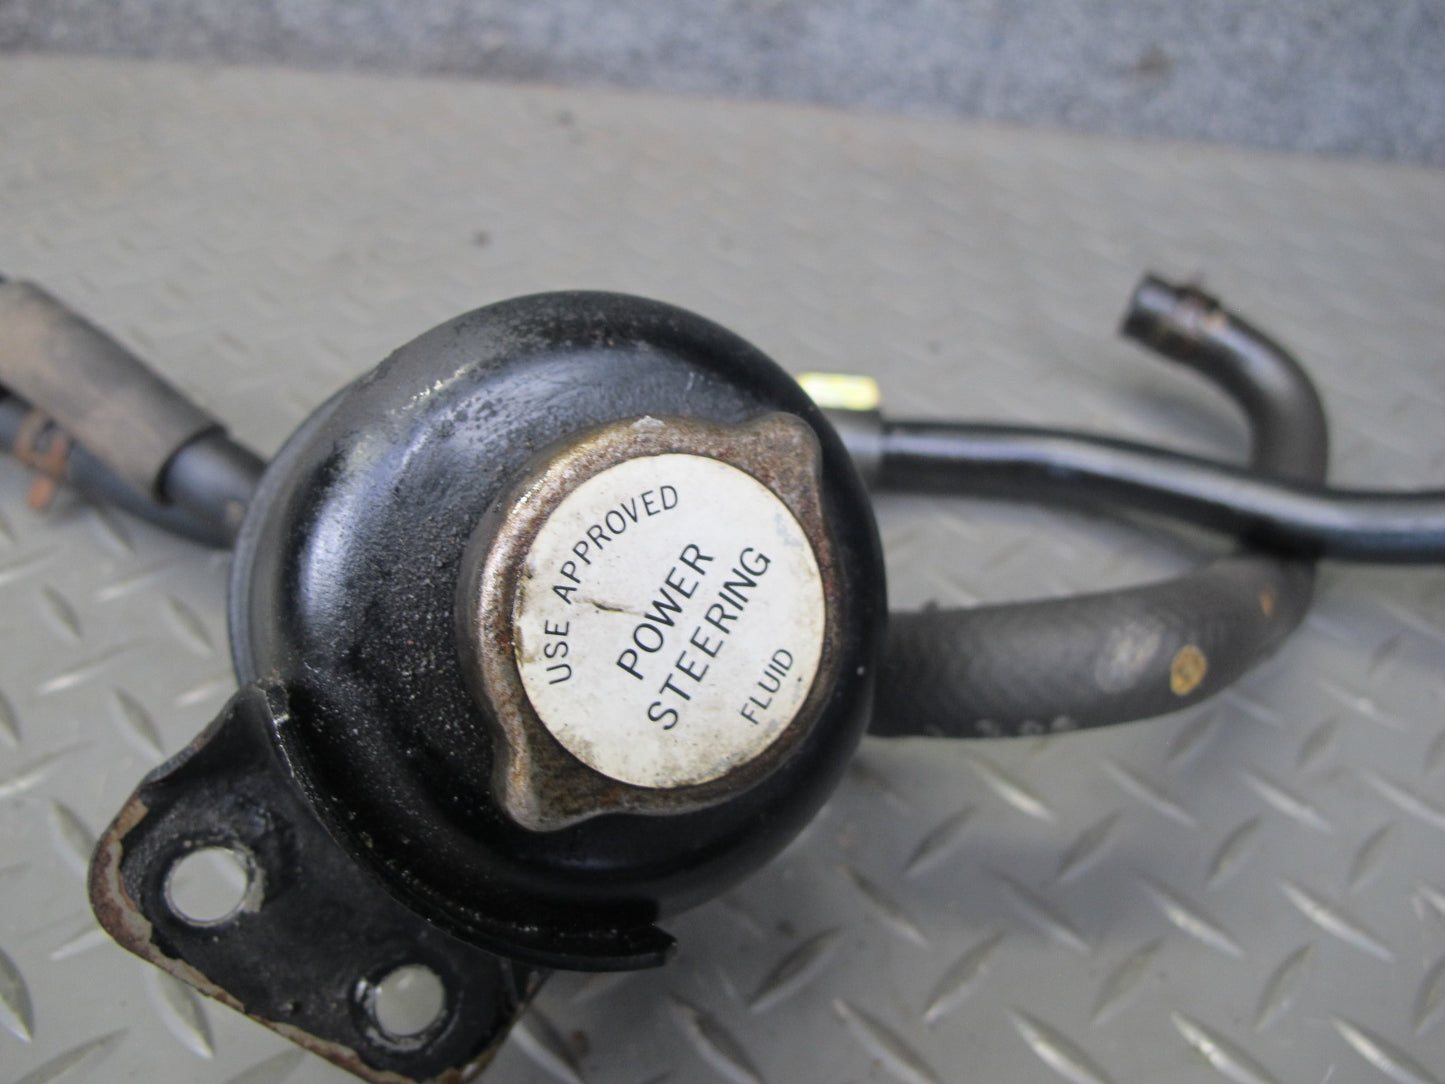 USE APPROVED
POWER
STEERING
FLUID